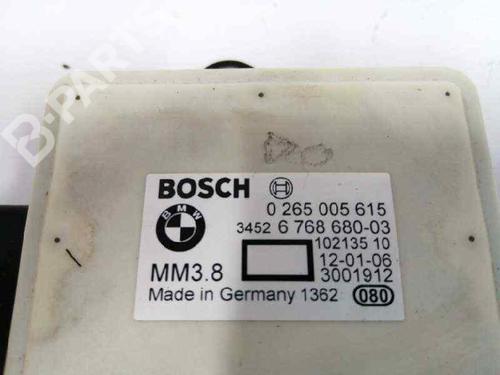 B-PARTS
BOSCH
0 265 005 615
BMW
3452 6 768 680-03
102135 10
12-01-06
MM3.8
3001912
Made in Germany 1362 080